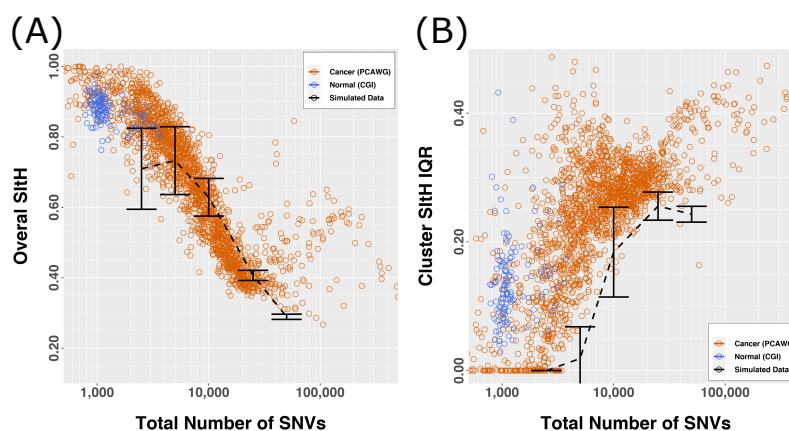 (A)
1.00
0.80
0.60
0.40
0.20
Overal SltH
1,000
10,000
100,000
Total Number of SNVs
Cancer (PCAWG)
Normal (CGI)
Simulated Data
(B)
0.40
0.20
0.00
Cluster SltH IQR
1,000
10,000
100,000
Total Number of SNVs
Cancer (PCAWG)
Normal (CGI)
Simulated Data